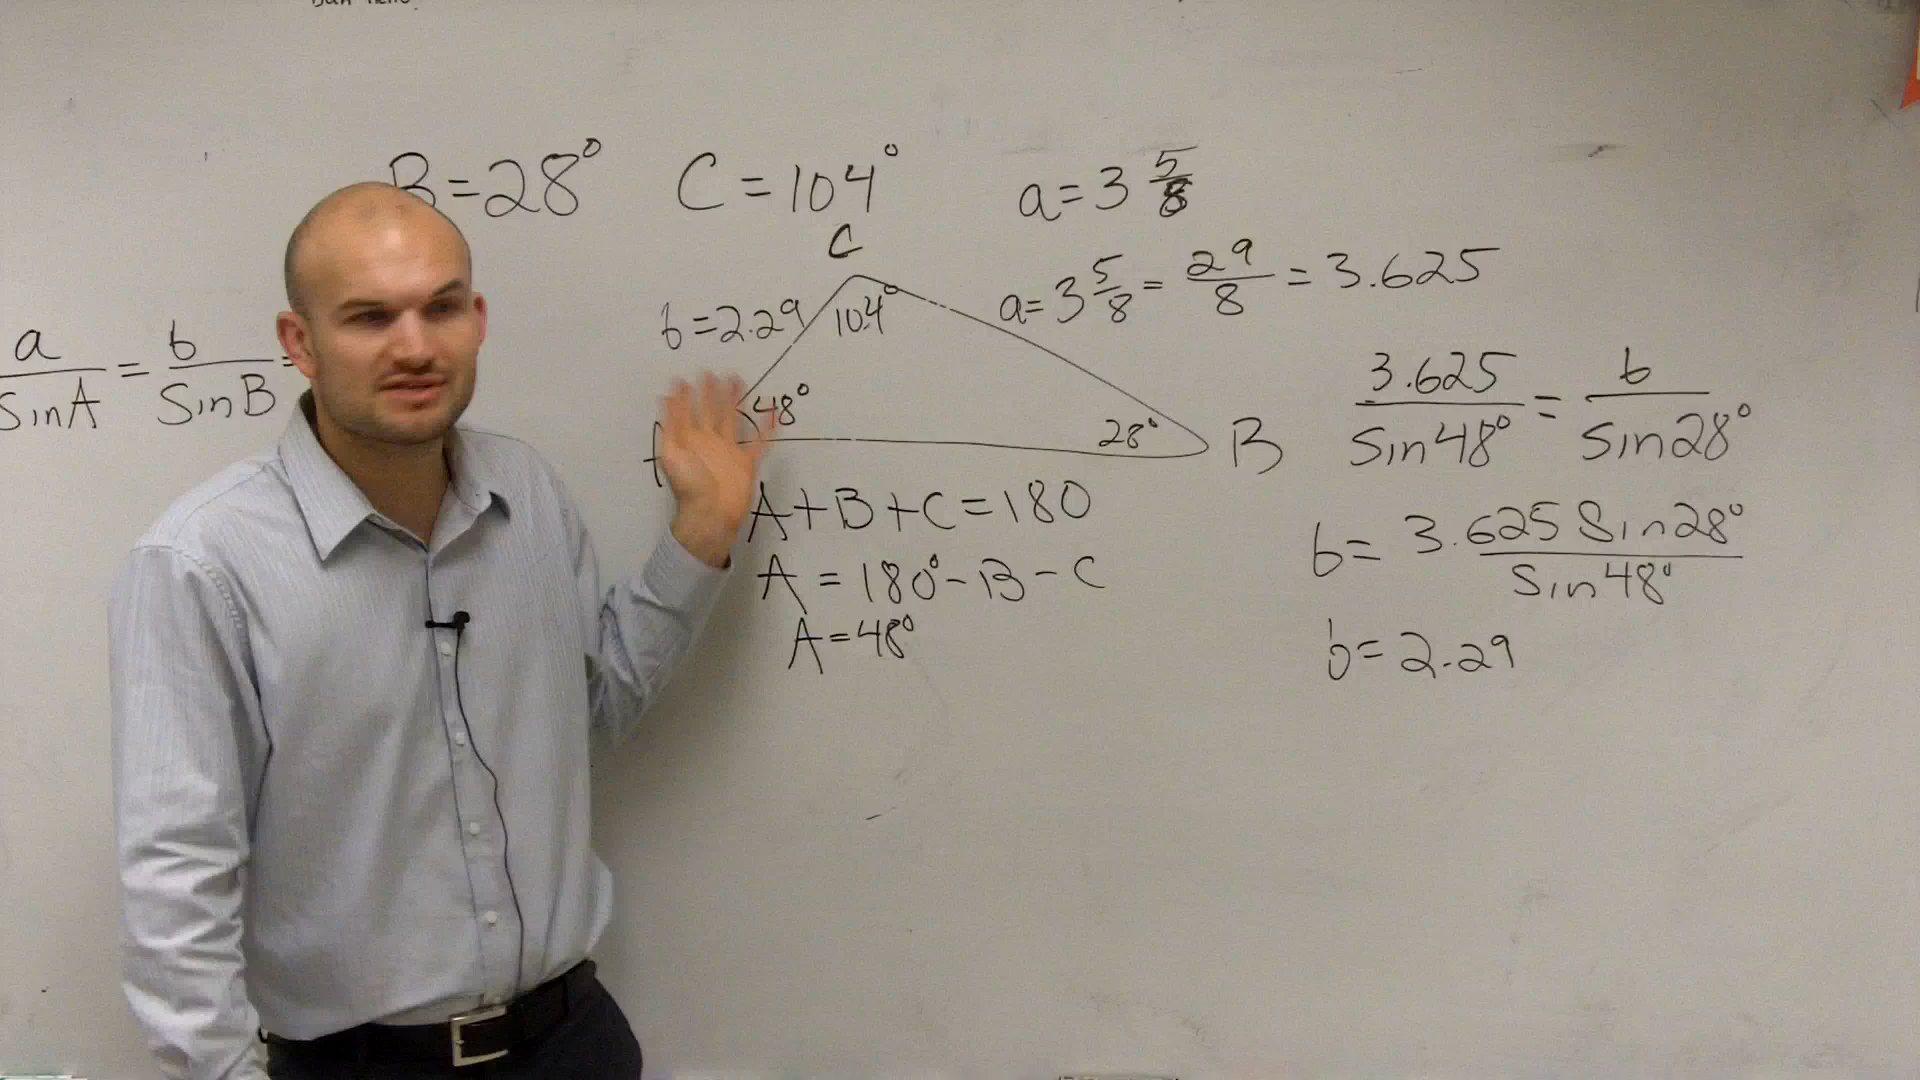 B=28° C=104° a=3 5/8
C
a=3 5/8 = 29/8 = 3.625
b=2.29 104°
a/SinA = b/SinB =
3.625/Sin48° = b/Sin28°
48° 28° B
A+B+C=180
A=180°-B-C
b= 3.625 Sin28°/Sin48°
A=48°
b=2.29